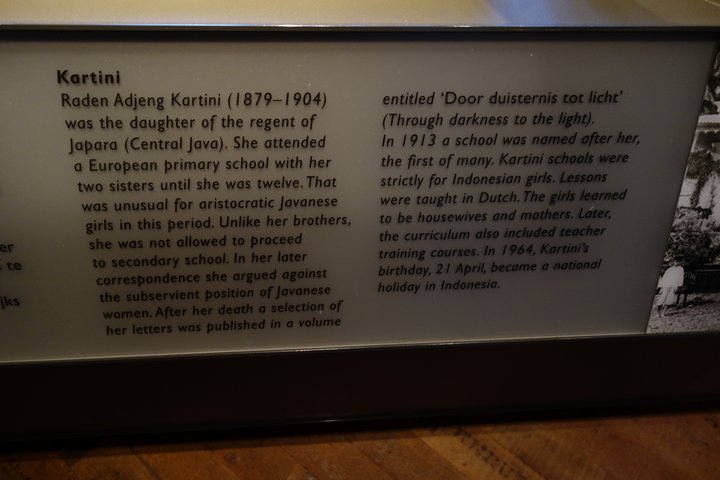 Kartini
Raden Adjeng Kartini (1879–1904)
was the daughter of the regent of
Japara (Central Java). She attended
a European primary school with her
two sisters until she was twelve. That
was unusual for aristocratic Javanese
girls in this period. Unlike her brothers,
she was not allowed to proceed
to secondary school. In her later
correspondence she argued against
the subservient position of Javanese
women. After her death a selection of
her letters was published in a volume
entitled ‘Door duisternis tot licht’
(Through darkness to the light).
In 1913 a school was named after her,
the first of many. Kartini schools were
strictly for Indonesian girls. Lessons
were taught in Dutch. The girls learned
to be housewives and mothers. Later,
the curriculum also included teacher
training courses. In 1964, Kartini’s
birthday, 21 April, became a national
holiday in Indonesia.